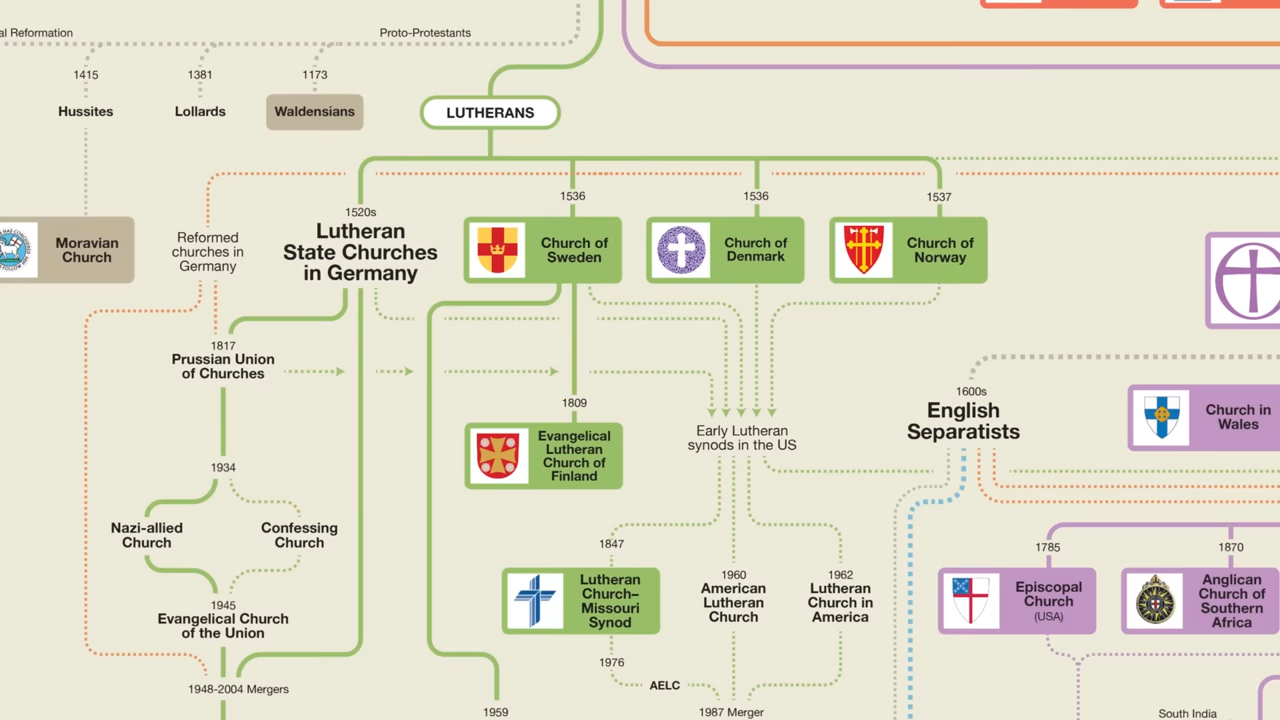 al Reformation
Proto-Protestants
1415
1381
1173
Hussites
Lollards
Waldensians
LUTHERANS
1536
1536
1537
1520s
Lutheran
State Churches
in Germany
Church of
Sweden
Church of
Denmark
Church of
Norway
Moravian
Church
Reformed
churches in
Germany
1817
Prussian Union
of Churches
1809
Evangelical
Lutheran
Church of
Finland
Early Lutheran
synods in the US
1600s
English
Separatists
Church in
Wales
1934
Nazi-allied
Church
Confessing
Church
1945
Evangelical Church
of the Union
1948-2004 Mergers
1847
Lutheran
Church–
Missouri
Synod
1960
American
Lutheran
Church
1962
Lutheran
Church in
America
1785
Episcopal
Church
(USA)
1870
Anglican
Church of
Southern
Africa
1976
AELC
1959
1987 Merger
South India